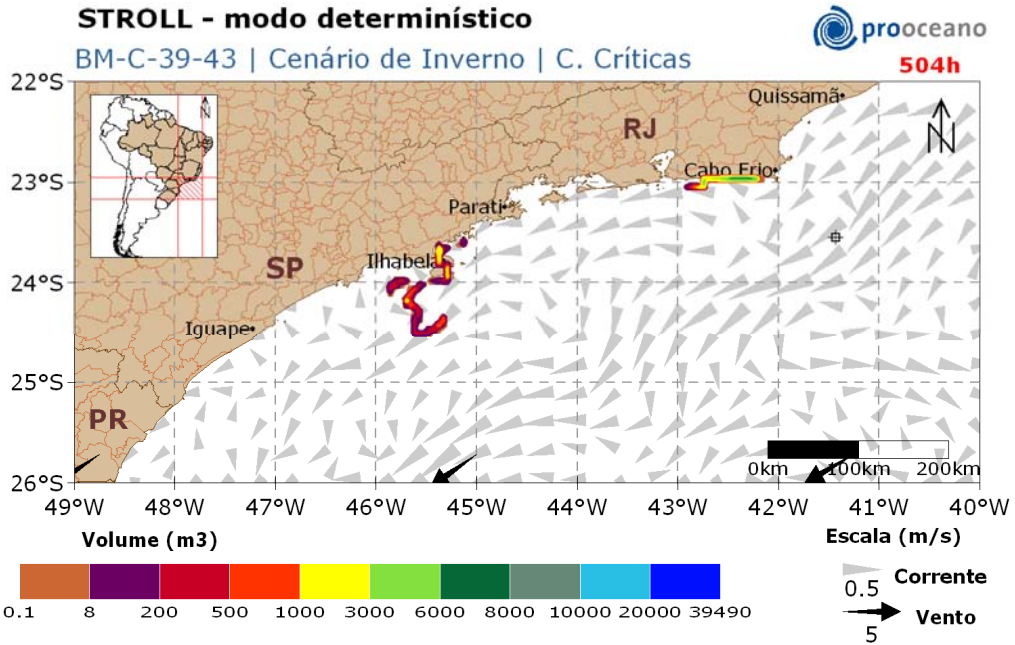 STROLL - modo determinístico
prooceano
BM-C-39-43 | Cenário de Inverno | C. Críticas
504h
22°S
23°S
24°S
25°S
26°S
N
Quissamã
RJ
N
Cabo Frio
Parati
Ilhabela
SP
Iguape
PR
0km 100km 200km
49°W 48°W 47°W 46°W 45°W 44°W 43°W 42°W 41°W 40°W
Volume (m3)
0.1 8 200 500 1000 3000 6000 8000 10000 20000 39490
Escala (m/s)
0.5 Corrente
5 Vento